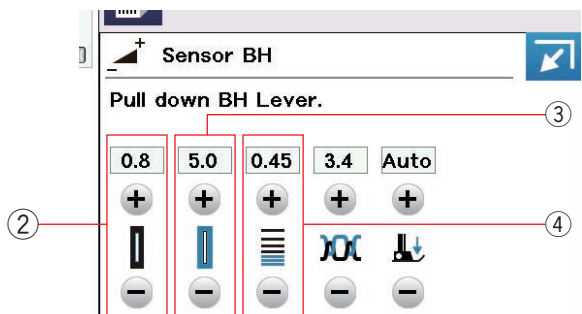 Sensor BH
Pull down BH Lever.
③
0.8 5.0 0.45 3.4 Auto
② ④